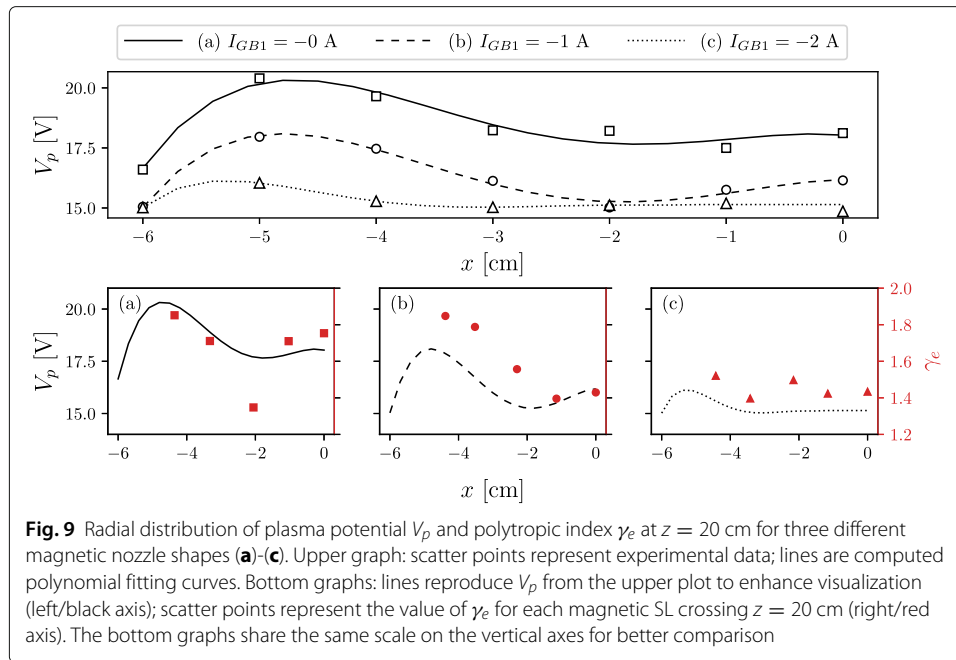 (a) I_{GB1} = −0 A (b) I_{GB1} = −1 A (c) I_{GB1} = −2 A
20.0
17.5
15.0
V_p [V]
−6 −5 −4 −3 −2 −1 0
x [cm]
(a) (b) (c)
20.0
17.5
15.0
V_p [V]
2.0
1.8
1.6
1.4
1.2
γ_e
−6 −4 −2 0 −6 −4 −2 0 −6 −4 −2 0
x [cm] x [cm]
Fig. 9 Radial distribution of plasma potential V_p and polytropic index γ_e at z = 20 cm for three different
magnetic nozzle shapes (a)-(c). Upper graph: scatter points represent experimental data; lines are computed
polynomial fitting curves. Bottom graphs: lines reproduce V_p from the upper plot to enhance visualization
(left/black axis); scatter points represent the value of γ_e for each magnetic SL crossing z = 20 cm (right/red
axis). The bottom graphs share the same scale on the vertical axes for better comparison